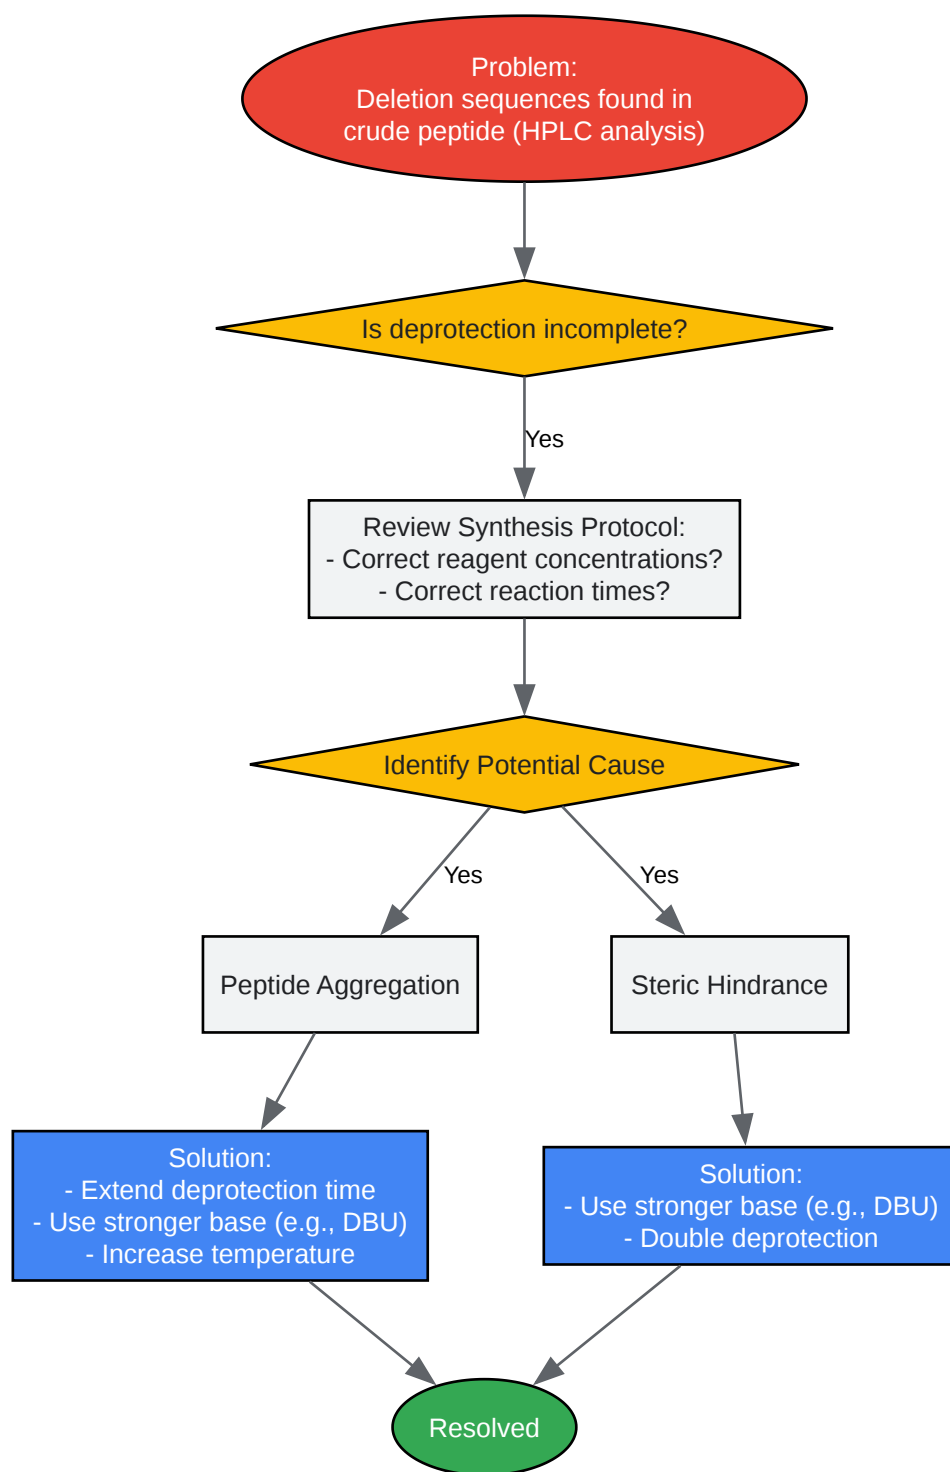 Problem:
Deletion sequences found in
crude peptide (HPLC analysis)
Is deprotection incomplete?
Yes
Review Synthesis Protocol:
- Correct reagent concentrations?
- Correct reaction times?
Identify Potential Cause
Yes
Yes
Peptide Aggregation
Steric Hindrance
Solution:
- Extend deprotection time
- Use stronger base (e.g., DBU)
- Increase temperature
Solution:
- Use stronger base (e.g., DBU)
- Double deprotection
Resolved